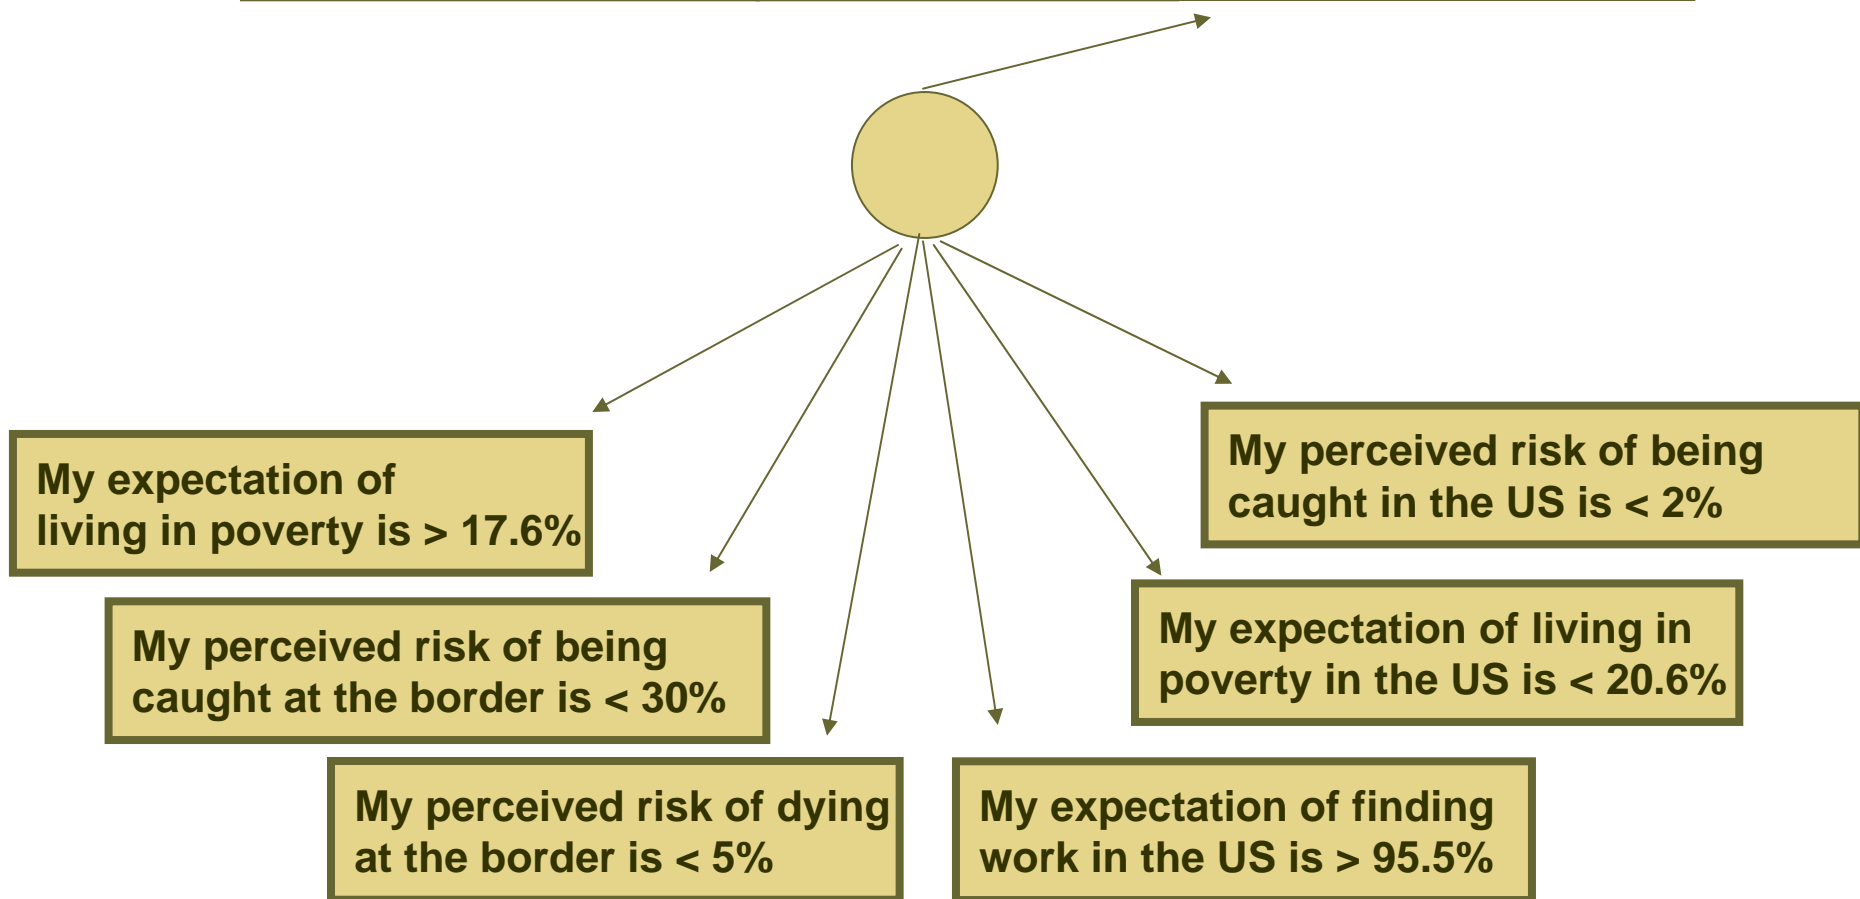 My expectation of
living in poverty is > 17.6%
My perceived risk of being
caught in the US is < 2%
My perceived risk of being
caught at the border is < 30%
My expectation of living in
poverty in the US is < 20.6%
My perceived risk of dying
at the border is < 5%
My expectation of finding
work in the US is > 95.5%